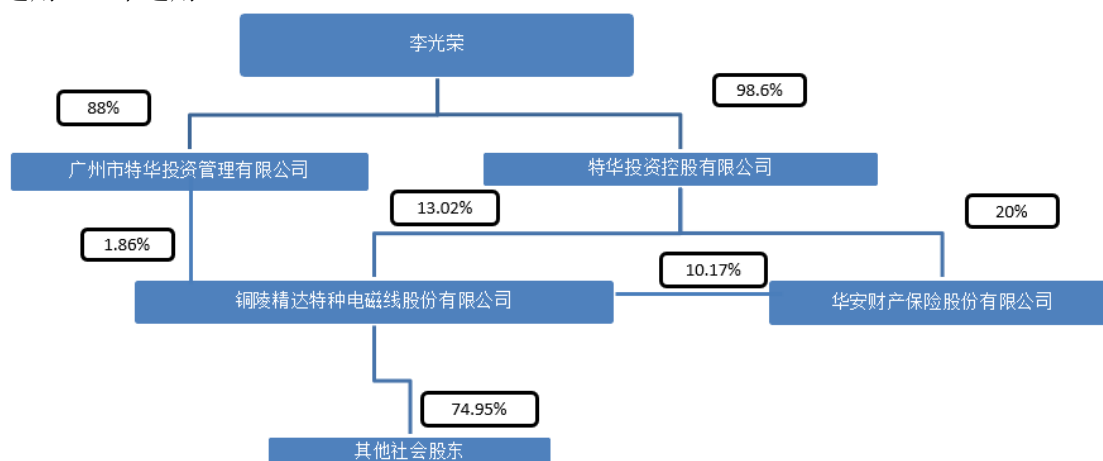 李光荣
88%
98.6%
广州市特华投资管理有限公司
特华投资控股有限公司
13.02%
20%
1.86%
10.17%
铜陵精达特种电磁线股份有限公司
华安财产保险股份有限公司
74.95%
其他社会股东